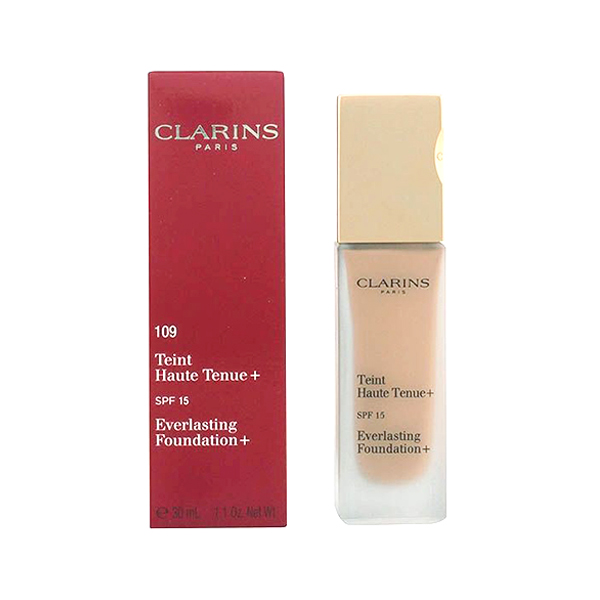 CLARINS
PARIS
109
Teint
Haute Tenue+
SPF 15
Everlasting
Foundation+
℮ 30 mL 1.1 Oz. Net Wt
CLARINS
PARIS
Teint
Haute Tenue+
SPF 15
Everlasting
Foundation+